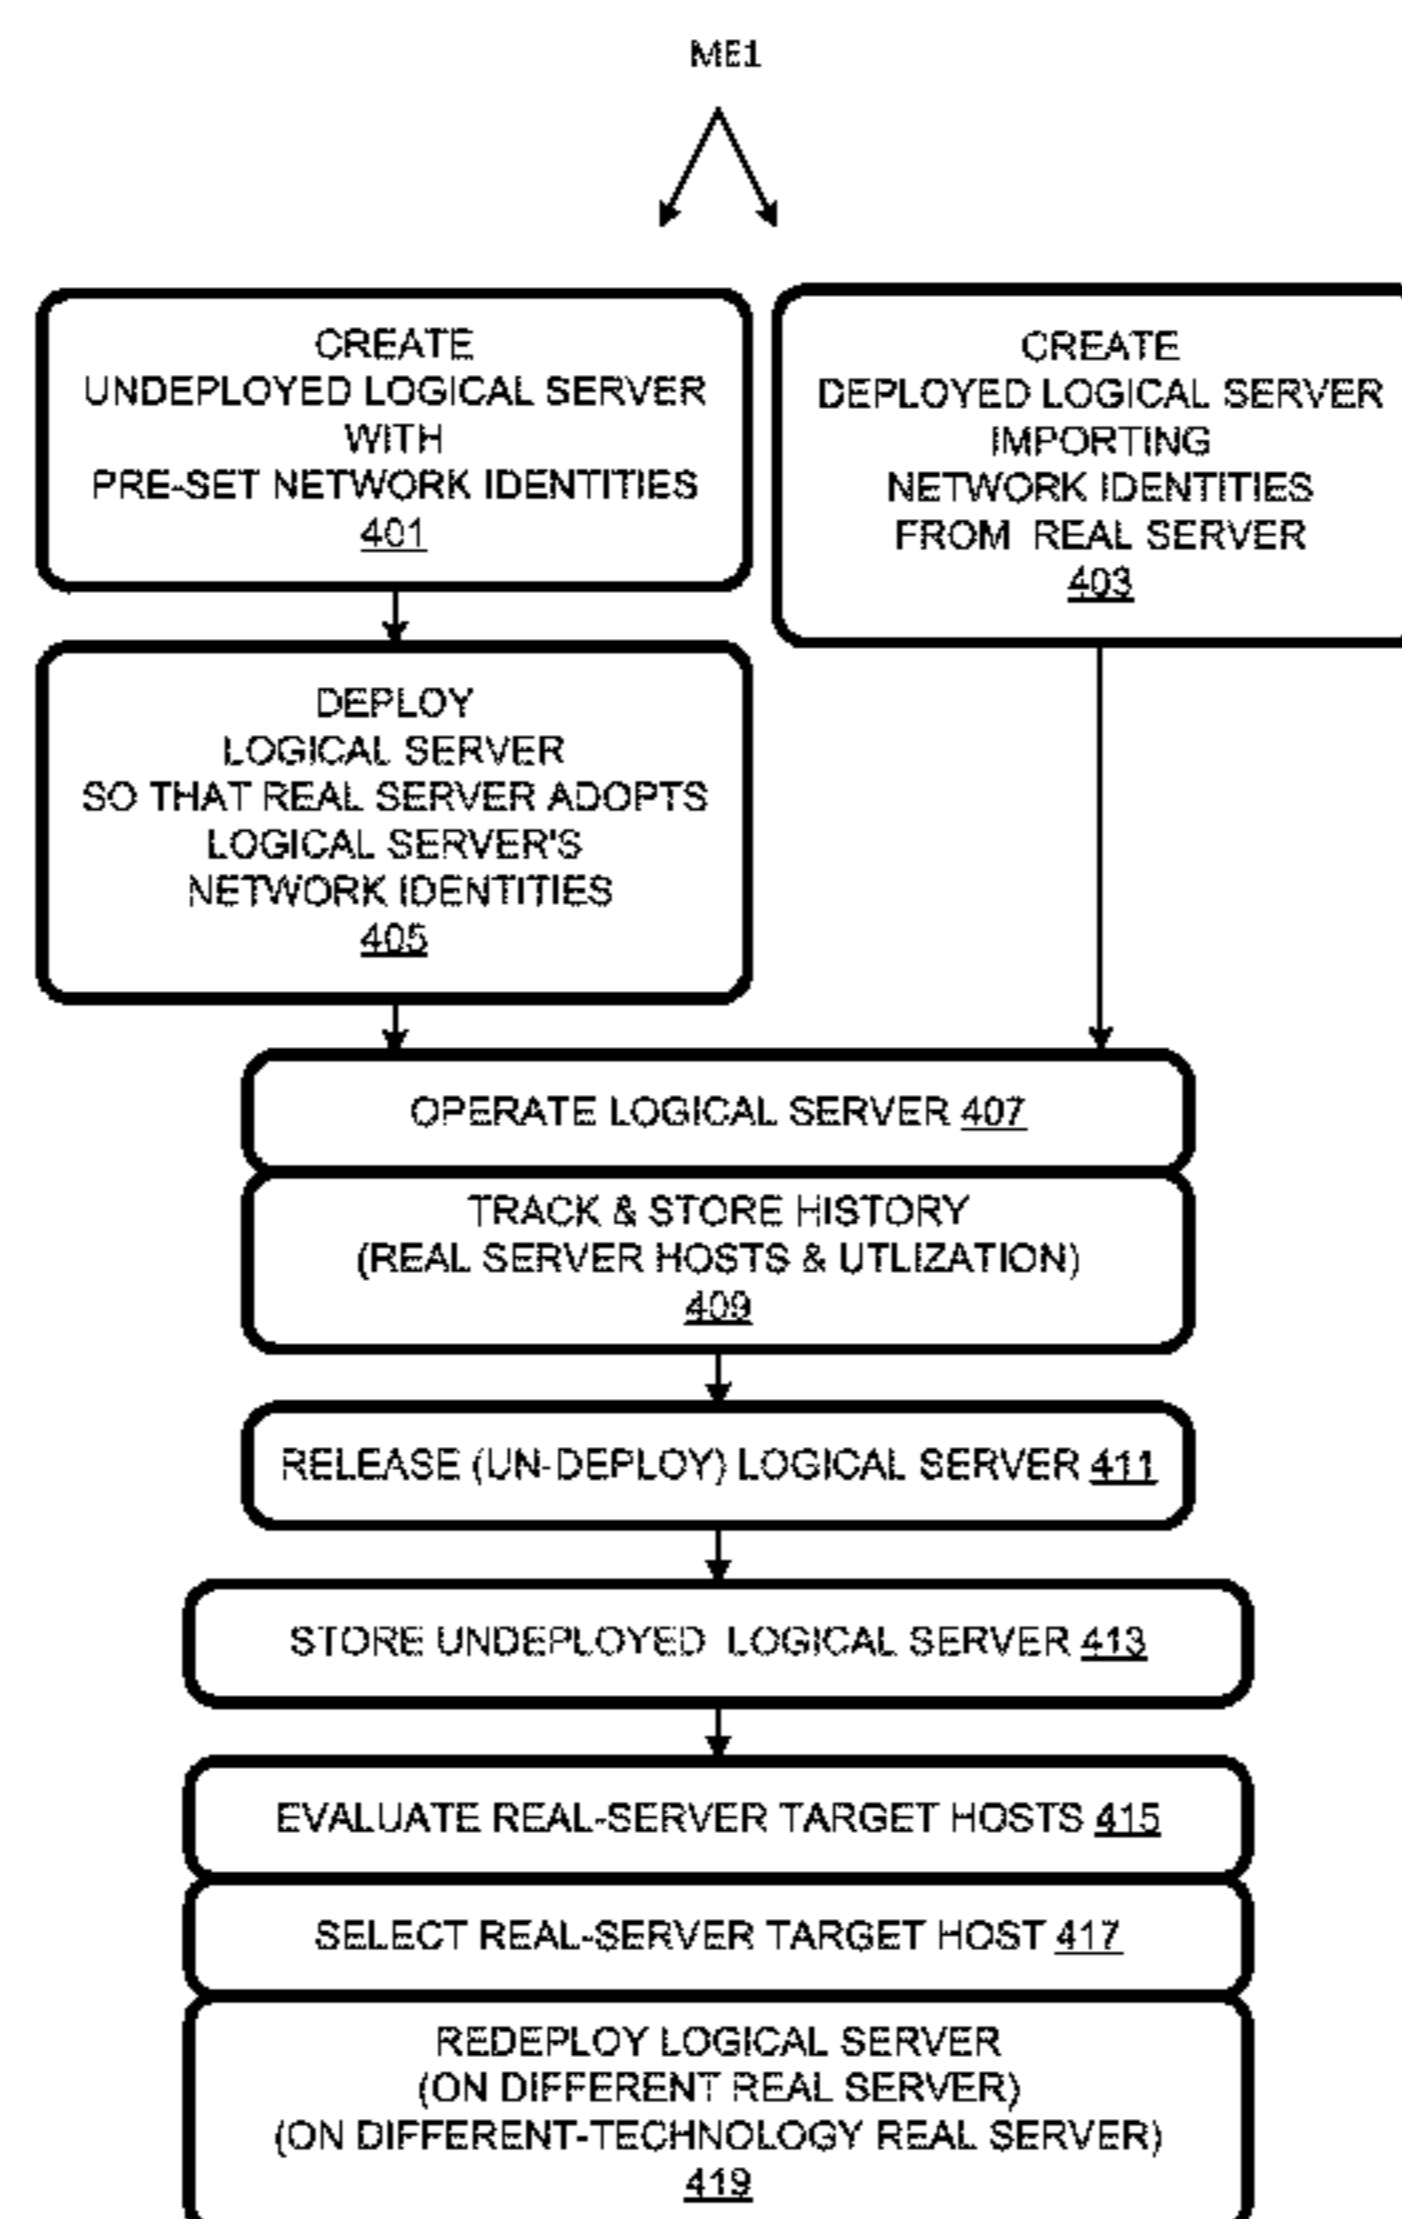 ME1
CREATE
UNDEPLOYED LOGICAL SERVER
WITH
PRE-SET NETWORK IDENTITIES
401
CREATE
DEPLOYED LOGICAL SERVER
IMPORTING
NETWORK IDENTITIES
FROM REAL SERVER
403
DEPLOY
LOGICAL SERVER
SO THAT REAL SERVER ADOPTS
LOGICAL SERVER'S
NETWORK IDENTITIES
405
OPERATE LOGICAL SERVER 407
TRACK & STORE HISTORY
(REAL SERVER HOSTS & UTLIZATION)
409
RELEASE (UN-DEPLOY) LOGICAL SERVER 411
STORE UNDEPLOYED LOGICAL SERVER 413
EVALUATE REAL-SERVER TARGET HOSTS 415
SELECT REAL-SERVER TARGET HOST 417
REDEPLOY LOGICAL SERVER
(ON DIFFERENT REAL SERVER)
(ON DIFFERENT-TECHNOLOGY REAL SERVER)
419